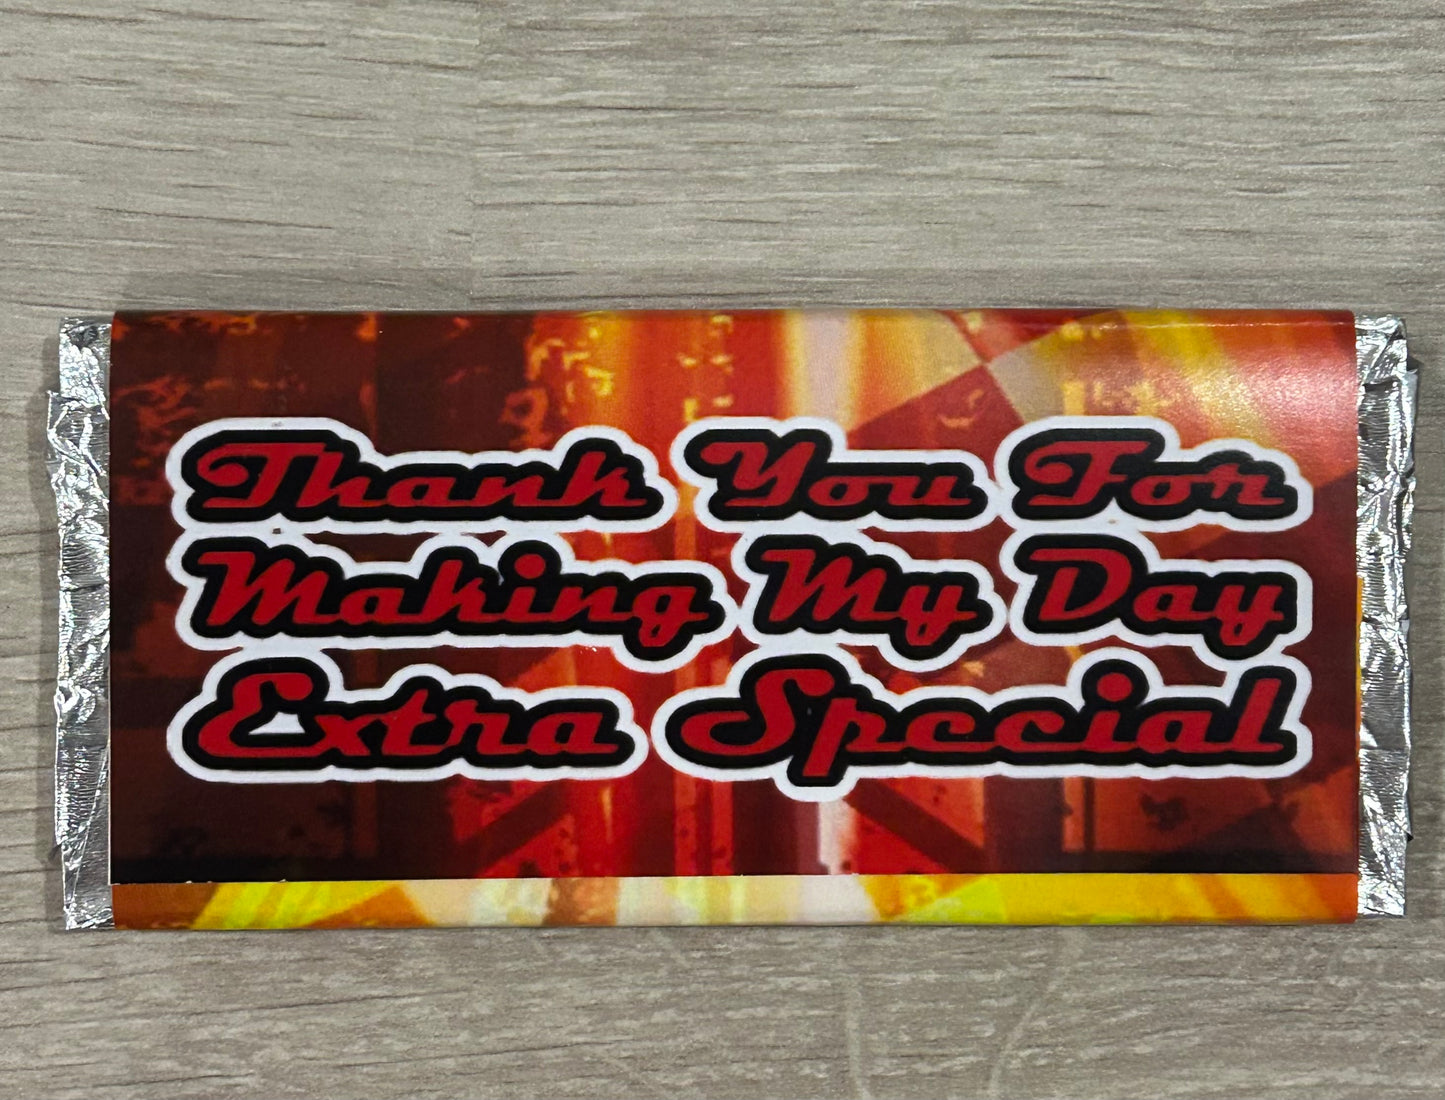 Thank You For
Making My Day
Extra Special